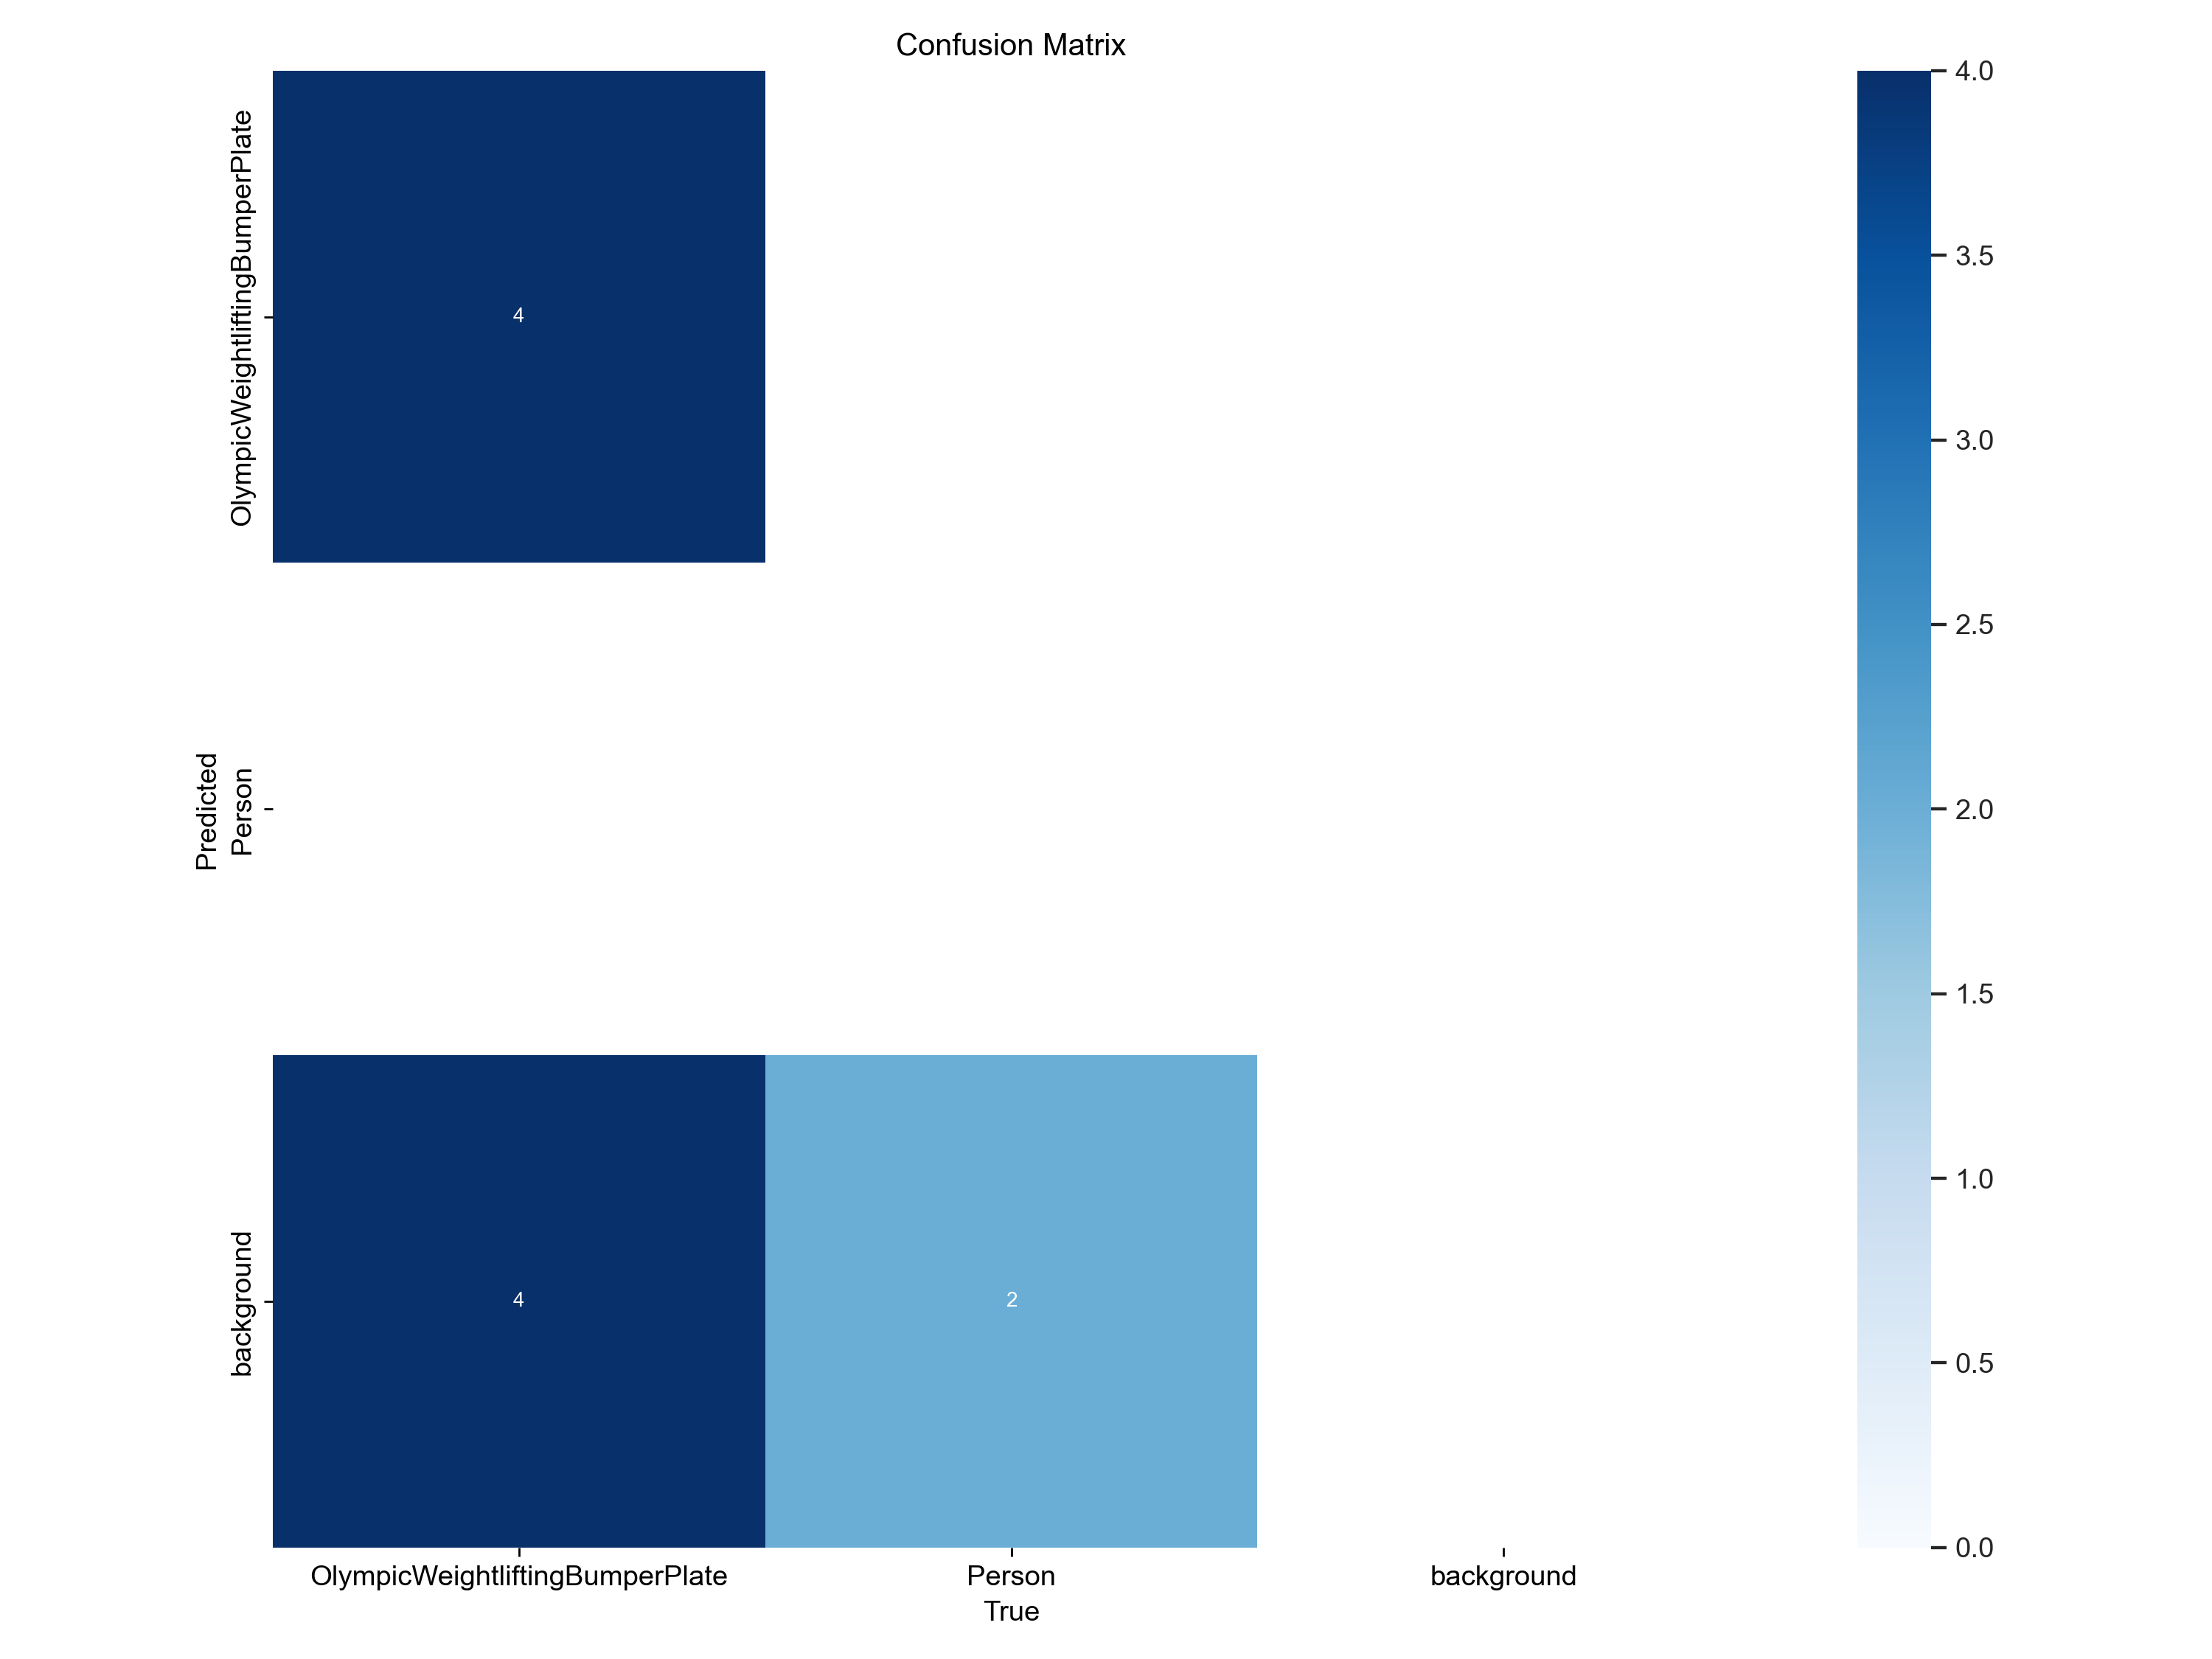 Confusion Matrix
OlympicWeightliftingBumperPlate
Predicted
Person
background
4
4
2
OlympicWeightliftingBumperPlate
Person
background
True
4.0
3.5
3.0
2.5
2.0
1.5
1.0
0.5
0.0